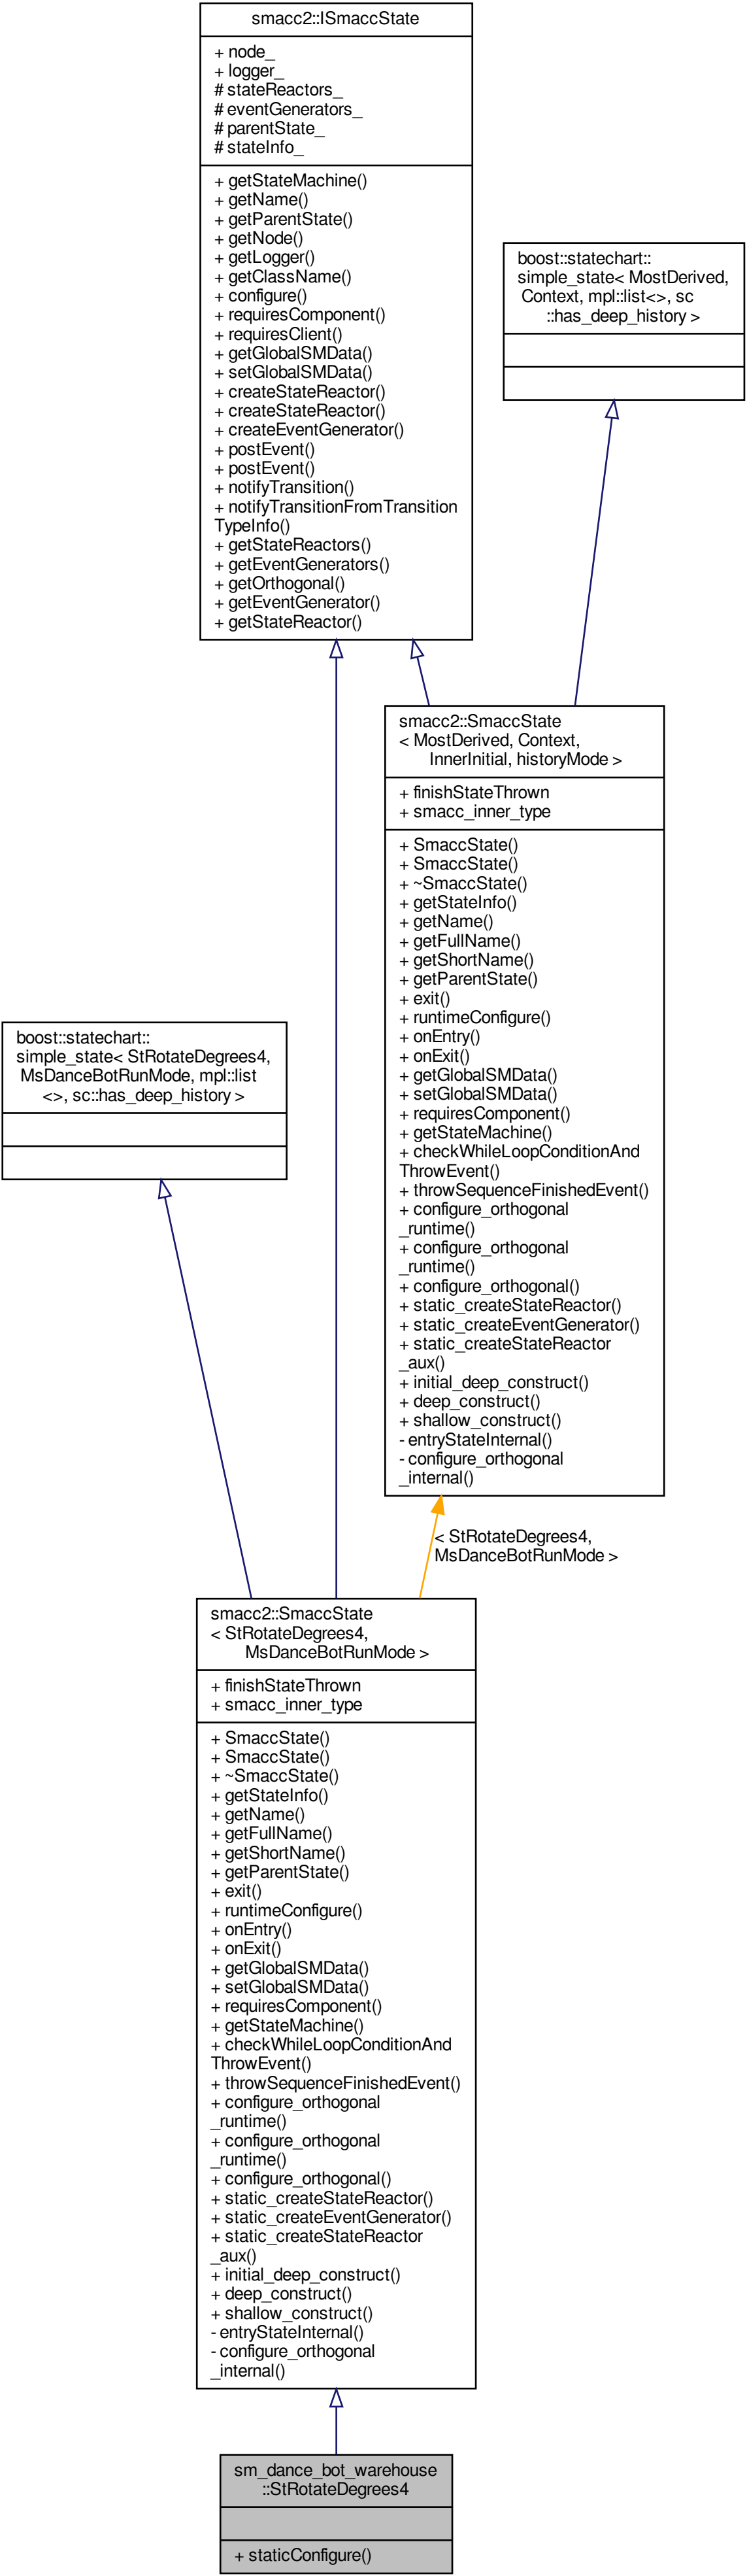 smacc2::ISmaccState
+ node_
+ logger_
# stateReactors_
# eventGenerators_
# parentState_
# stateInfo_
+ getStateMachine()
+ getName()
+ getParentState()
+ getNode()
+ getLogger()
+ getClassName()
+ configure()
+ requiresComponent()
+ requiresClient()
+ getGlobalSMData()
+ setGlobalSMData()
+ createStateReactor()
+ createStateReactor()
+ createEventGenerator()
+ postEvent()
+ postEvent()
+ notifyTransition()
+ notifyTransitionFromTransition
TypeInfo()
+ getStateReactors()
+ getEventGenerators()
+ getOrthogonal()
+ getEventGenerator()
+ getStateReactor()
boost::statechart::
simple_state< MostDerived,
Context, mpl::list<>, sc
::has_deep_history >
smacc2::SmaccState
< MostDerived, Context,
InnerInitial, historyMode >
+ finishStateThrown
+ smacc_inner_type
+ SmaccState()
+ SmaccState()
+ ~SmaccState()
+ getStateInfo()
+ getName()
+ getFullName()
+ getShortName()
+ getParentState()
+ exit()
+ runtimeConfigure()
+ onEntry()
+ onExit()
+ getGlobalSMData()
+ setGlobalSMData()
+ requiresComponent()
+ getStateMachine()
+ checkWhileLoopConditionAnd
ThrowEvent()
+ throwSequenceFinishedEvent()
+ configure_orthogonal
_runtime()
+ configure_orthogonal
_runtime()
+ configure_orthogonal()
+ static_createStateReactor()
+ static_createEventGenerator()
+ static_createStateReactor
_aux()
+ initial_deep_construct()
+ deep_construct()
+ shallow_construct()
- entryStateInternal()
- configure_orthogonal
_internal()
boost::statechart::
simple_state< StRotateDegrees4,
MsDanceBotRunMode, mpl::list
<>, sc::has_deep_history >
< StRotateDegrees4,
MsDanceBotRunMode >
smacc2::SmaccState
< StRotateDegrees4,
MsDanceBotRunMode >
+ finishStateThrown
+ smacc_inner_type
+ SmaccState()
+ SmaccState()
+ ~SmaccState()
+ getStateInfo()
+ getName()
+ getFullName()
+ getShortName()
+ getParentState()
+ exit()
+ runtimeConfigure()
+ onEntry()
+ onExit()
+ getGlobalSMData()
+ setGlobalSMData()
+ requiresComponent()
+ getStateMachine()
+ checkWhileLoopConditionAnd
ThrowEvent()
+ throwSequenceFinishedEvent()
+ configure_orthogonal
_runtime()
+ configure_orthogonal
_runtime()
+ configure_orthogonal()
+ static_createStateReactor()
+ static_createEventGenerator()
+ static_createStateReactor
_aux()
+ initial_deep_construct()
+ deep_construct()
+ shallow_construct()
- entryStateInternal()
- configure_orthogonal
_internal()
sm_dance_bot_warehouse
::StRotateDegrees4
+ staticConfigure()